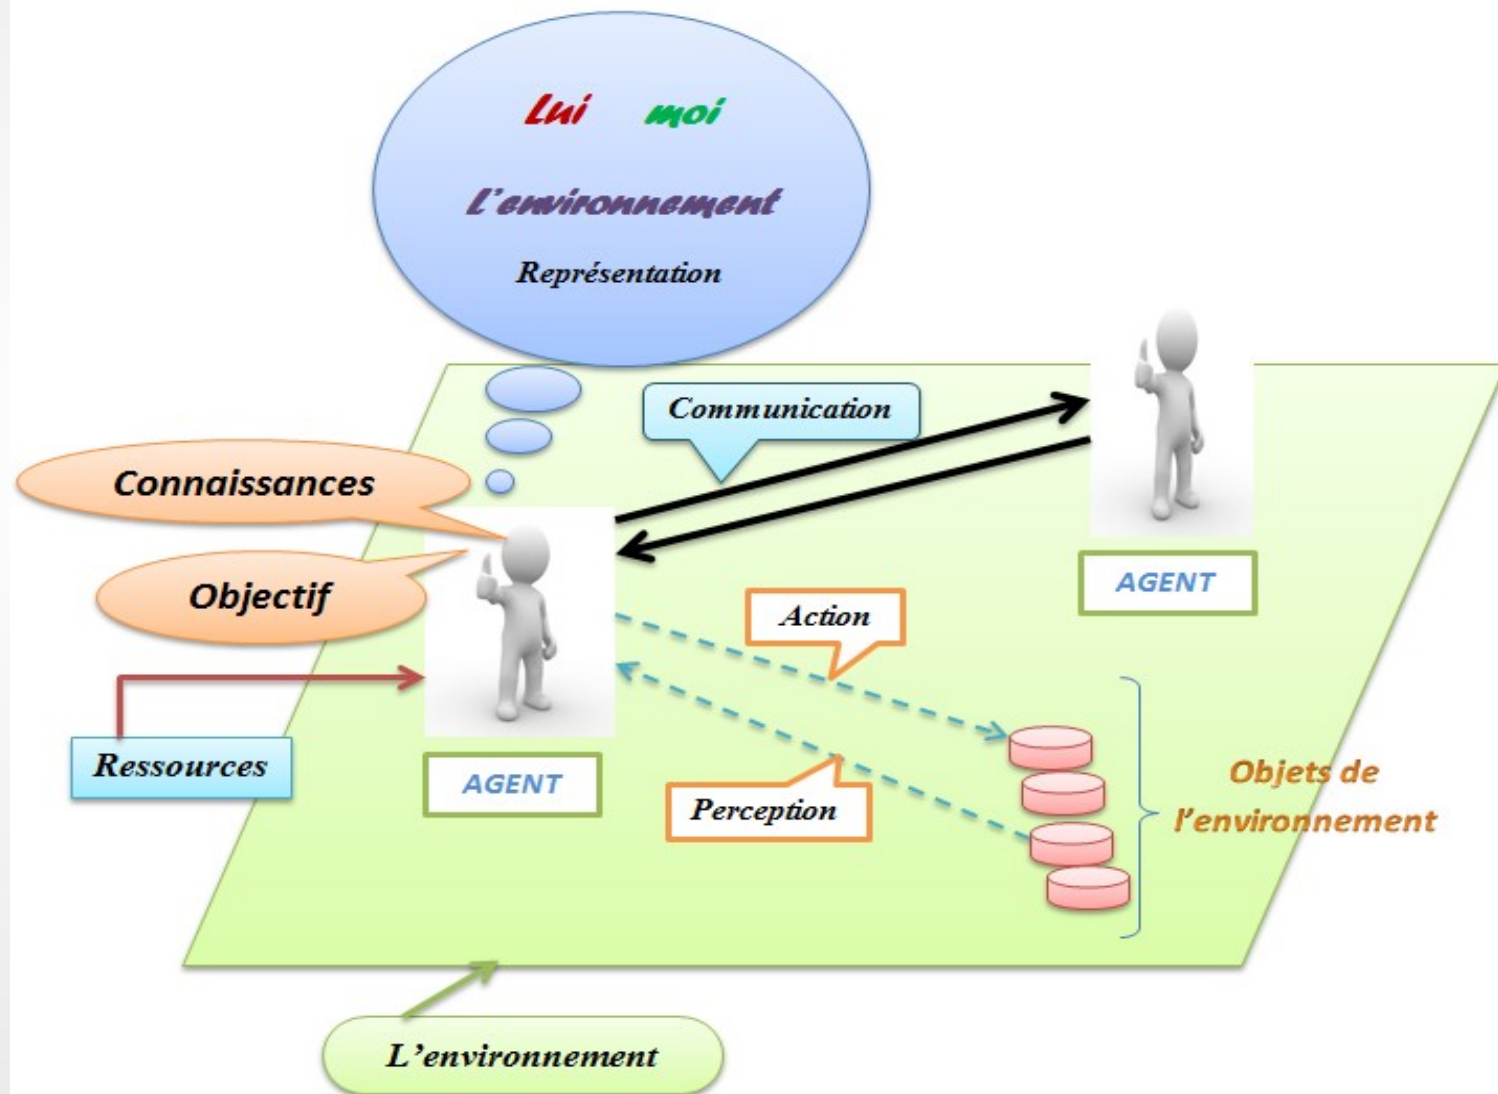 Lui moi
L'environnement
Représentation
Communication
Connaissances
Objectif
AGENT
Action
Ressources
AGENT
Perception
Objets de
l'environnement
L'environnement